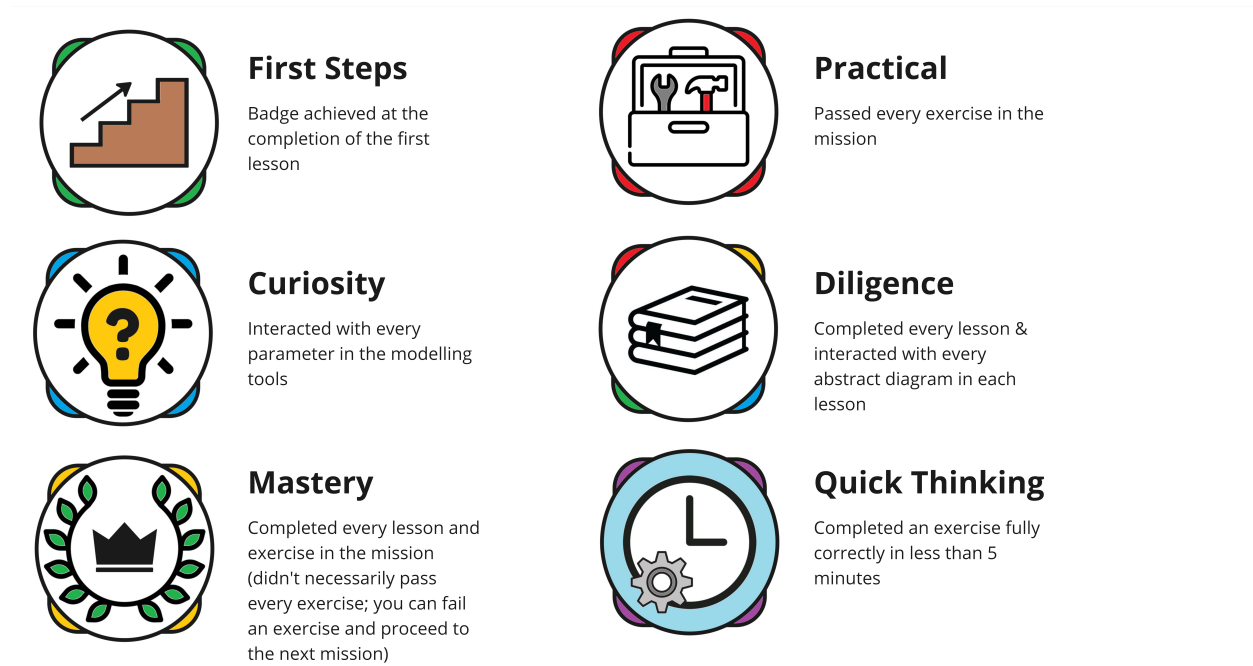 First Steps
Badge achieved at the
completion of the first
lesson
Practical
Passed every exercise in the
mission
Curiosity
Interacted with every
parameter in the modelling
tools
?
Diligence
Completed every lesson &
interacted with every
abstract diagram in each
lesson
Mastery
Completed every lesson and
exercise in the mission
(didn't necessarily pass
every exercise; you can fail
an exercise and proceed to
the next mission)
Quick Thinking
Completed an exercise fully
correctly in less than 5
minutes